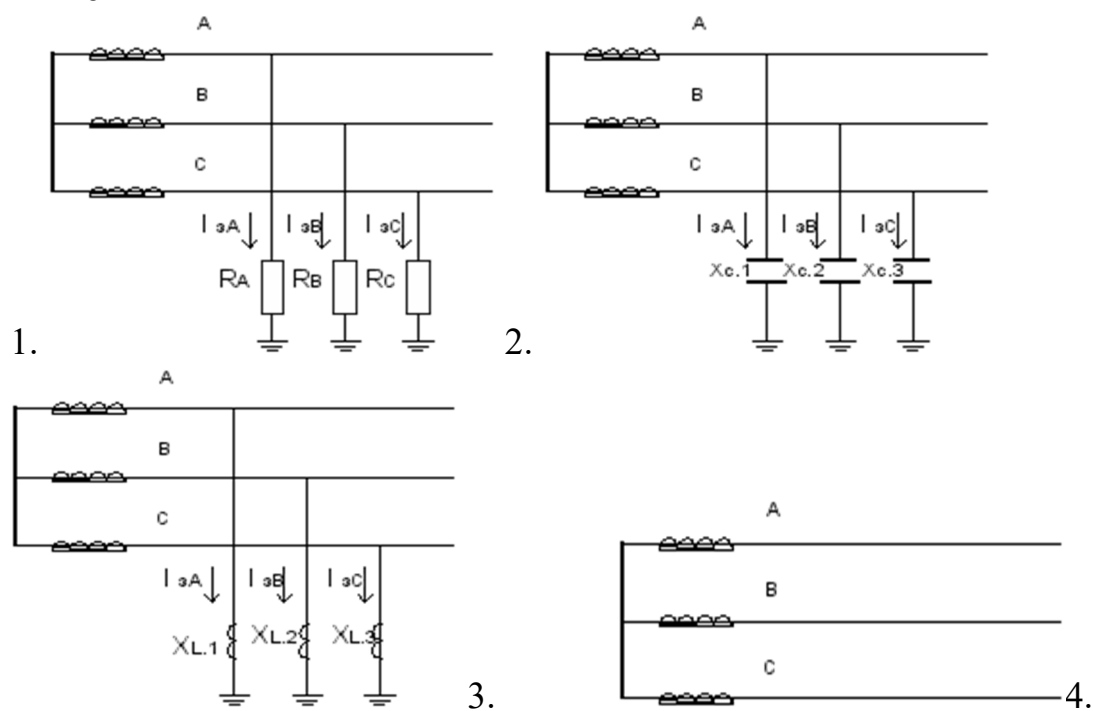 A A
B B
C C
I эA I эB I эC I эA I эB I эC
RA RB RC Xc.1 Xc.2 Xc.3
1. 2.
A
B
C
A
I эA I эB I эC B
XL.1 XL.2 XL.3 C
3. 4.